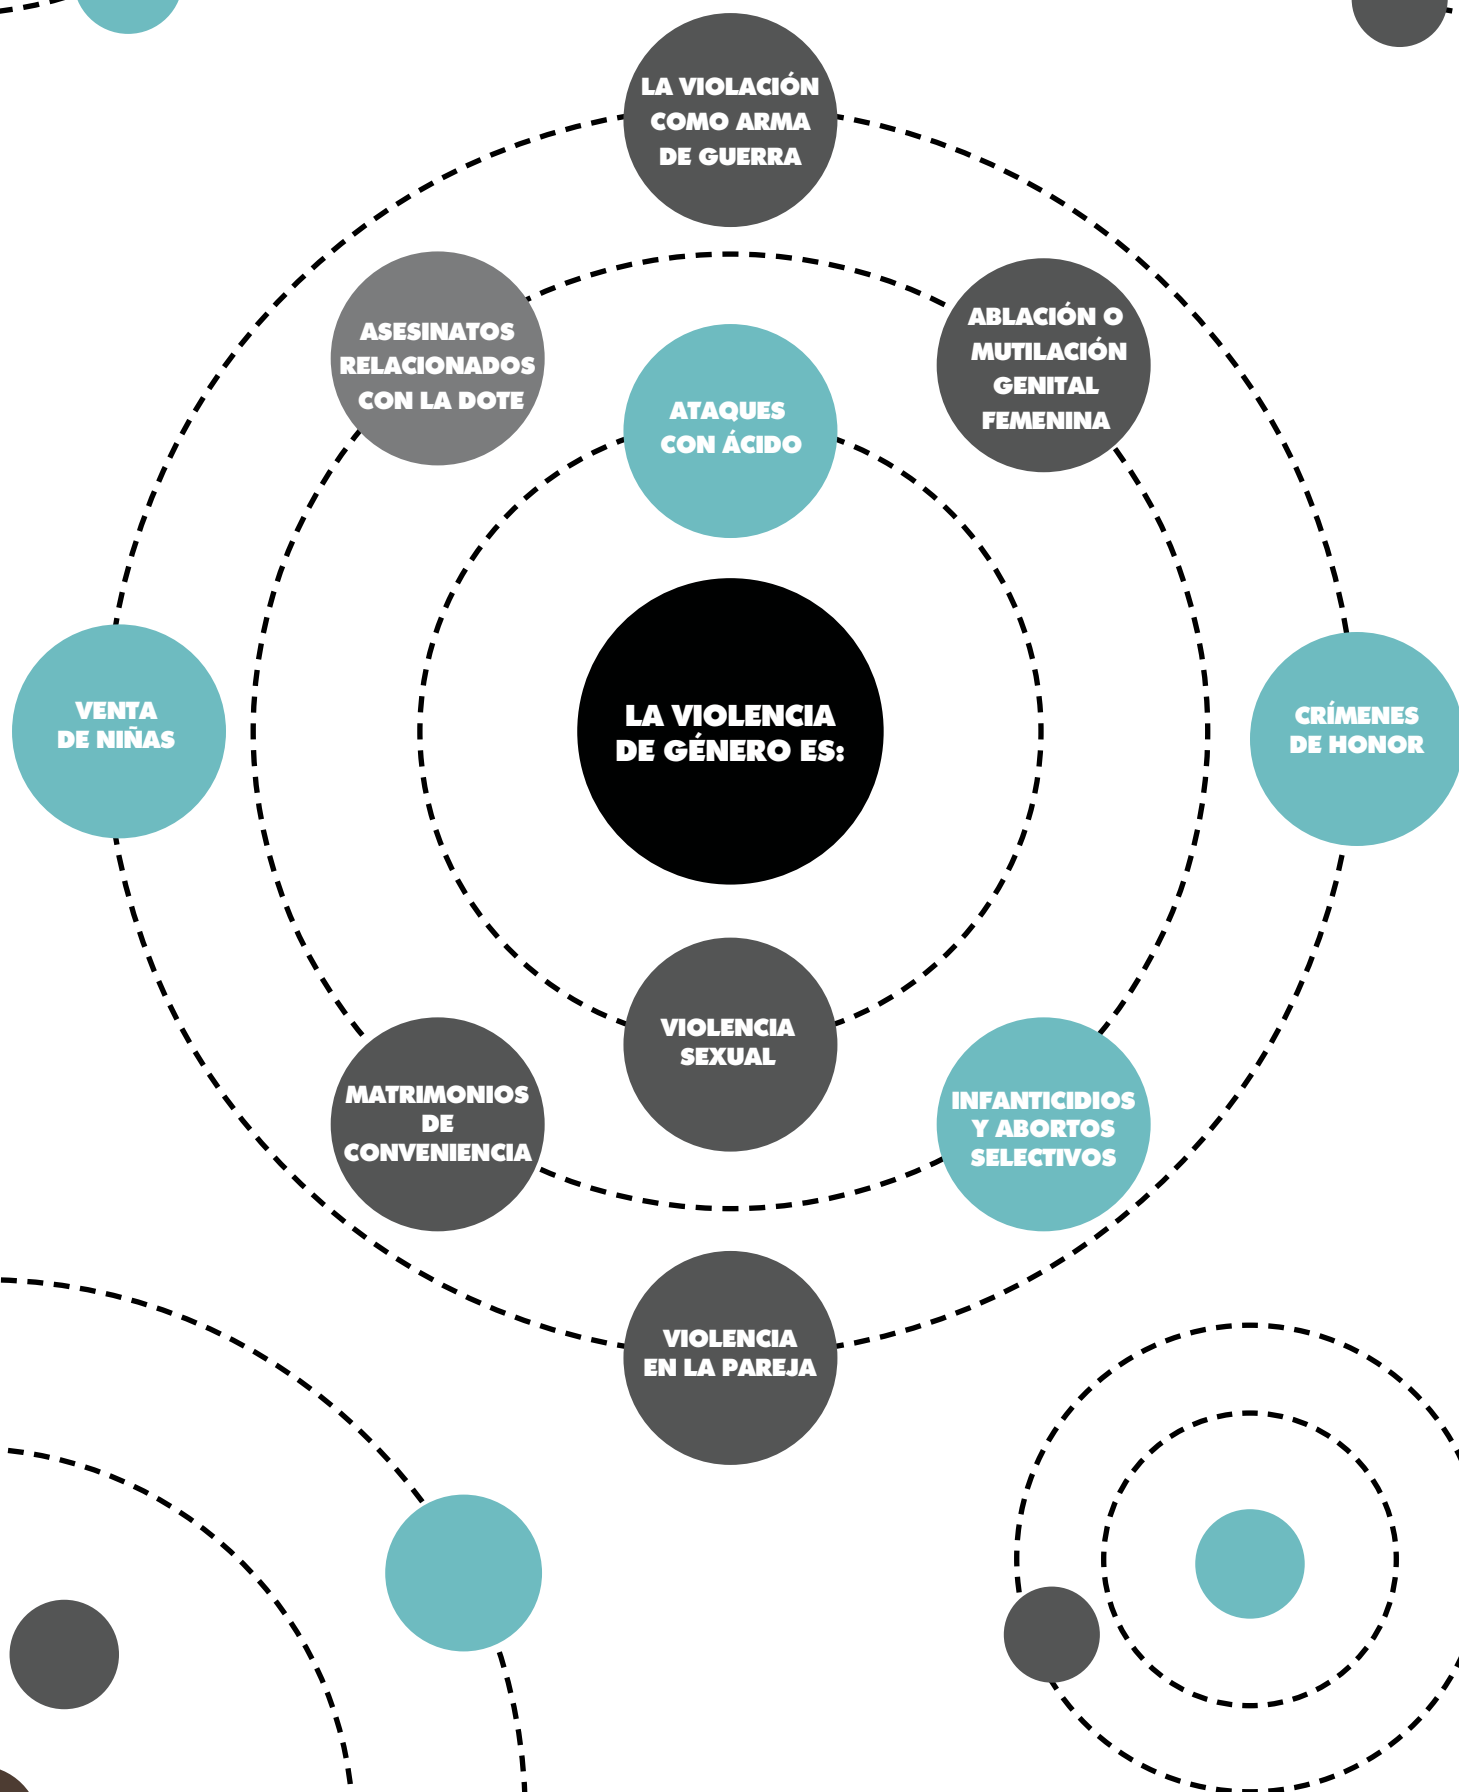 LA VIOLACIÓN
COMO ARMA
DE GUERRA
ASESINATOS
RELACIONADOS
CON LA DOTE
ABLACIÓN O
MUTILACIÓN
GENITAL
FEMENINA
ATAQUES
CON ÁCIDO
VENTA
DE NIÑAS
LA VIOLENCIA
DE GÉNERO ES:
CRÍMENES
DE HONOR
VIOLENCIA
SEXUAL
MATRIMONIOS
DE
CONVENIENCIA
INFANTICIDIOS
Y ABORTOS
SELECTIVOS
VIOLENCIA
EN LA PAREJA